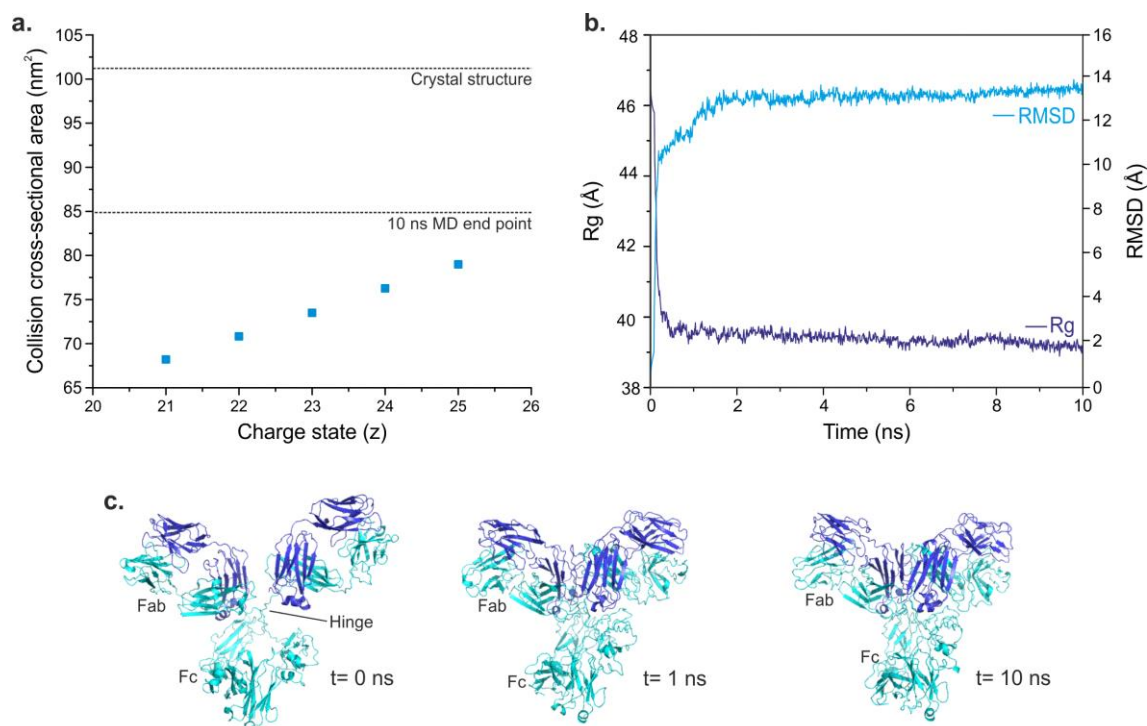 a.
105
100
95
90
85
80
75
70
65
Collision cross-sectional area (nm²)
Crystal structure
10 ns MD end point
20 21 22 23 24 25 26
Charge state (z)
b.
48
46
44
42
40
38
Rg (Å)
16
14
12
10
8
6
4
2
0
RMSD (Å)
RMSD
Rg
0 2 4 6 8 10
Time (ns)
c.
Fab
Hinge
Fc
t= 0 ns
Fab
Fc
t= 1 ns
Fab
Fc
t= 10 ns